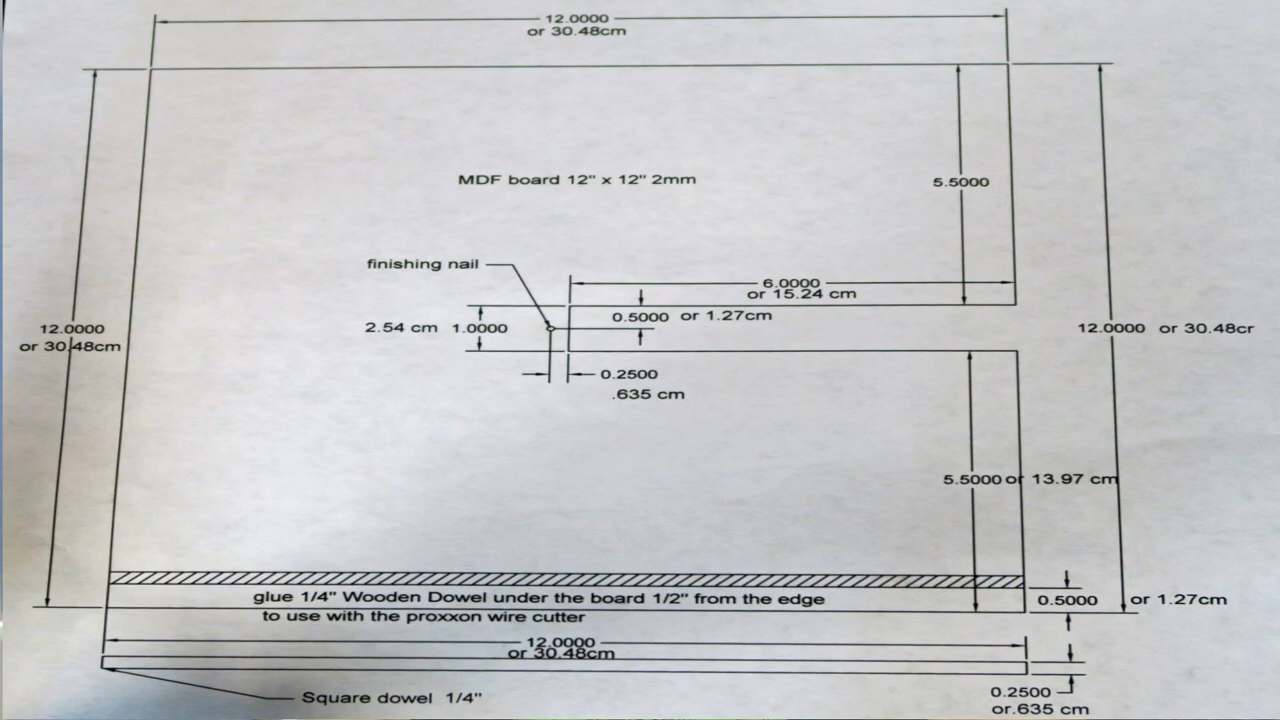 12.0000
or 30.48cm
MDF board 12" x 12" 2mm
5.5000
finishing nail
6.0000
or 15.24 cm
0.5000 or 1.27cm
2.54 cm 1.0000
12.0000
or 30.48cm
12.0000 or 30.48cr
0.2500
.635 cm
5.5000 or 13.97 cm
glue 1/4" Wooden Dowel under the board 1/2" from the edge
to use with the proxxon wire cutter
0.5000 or 1.27cm
12.0000
or 30.48cm
Square dowel 1/4"
0.2500
or.635 cm